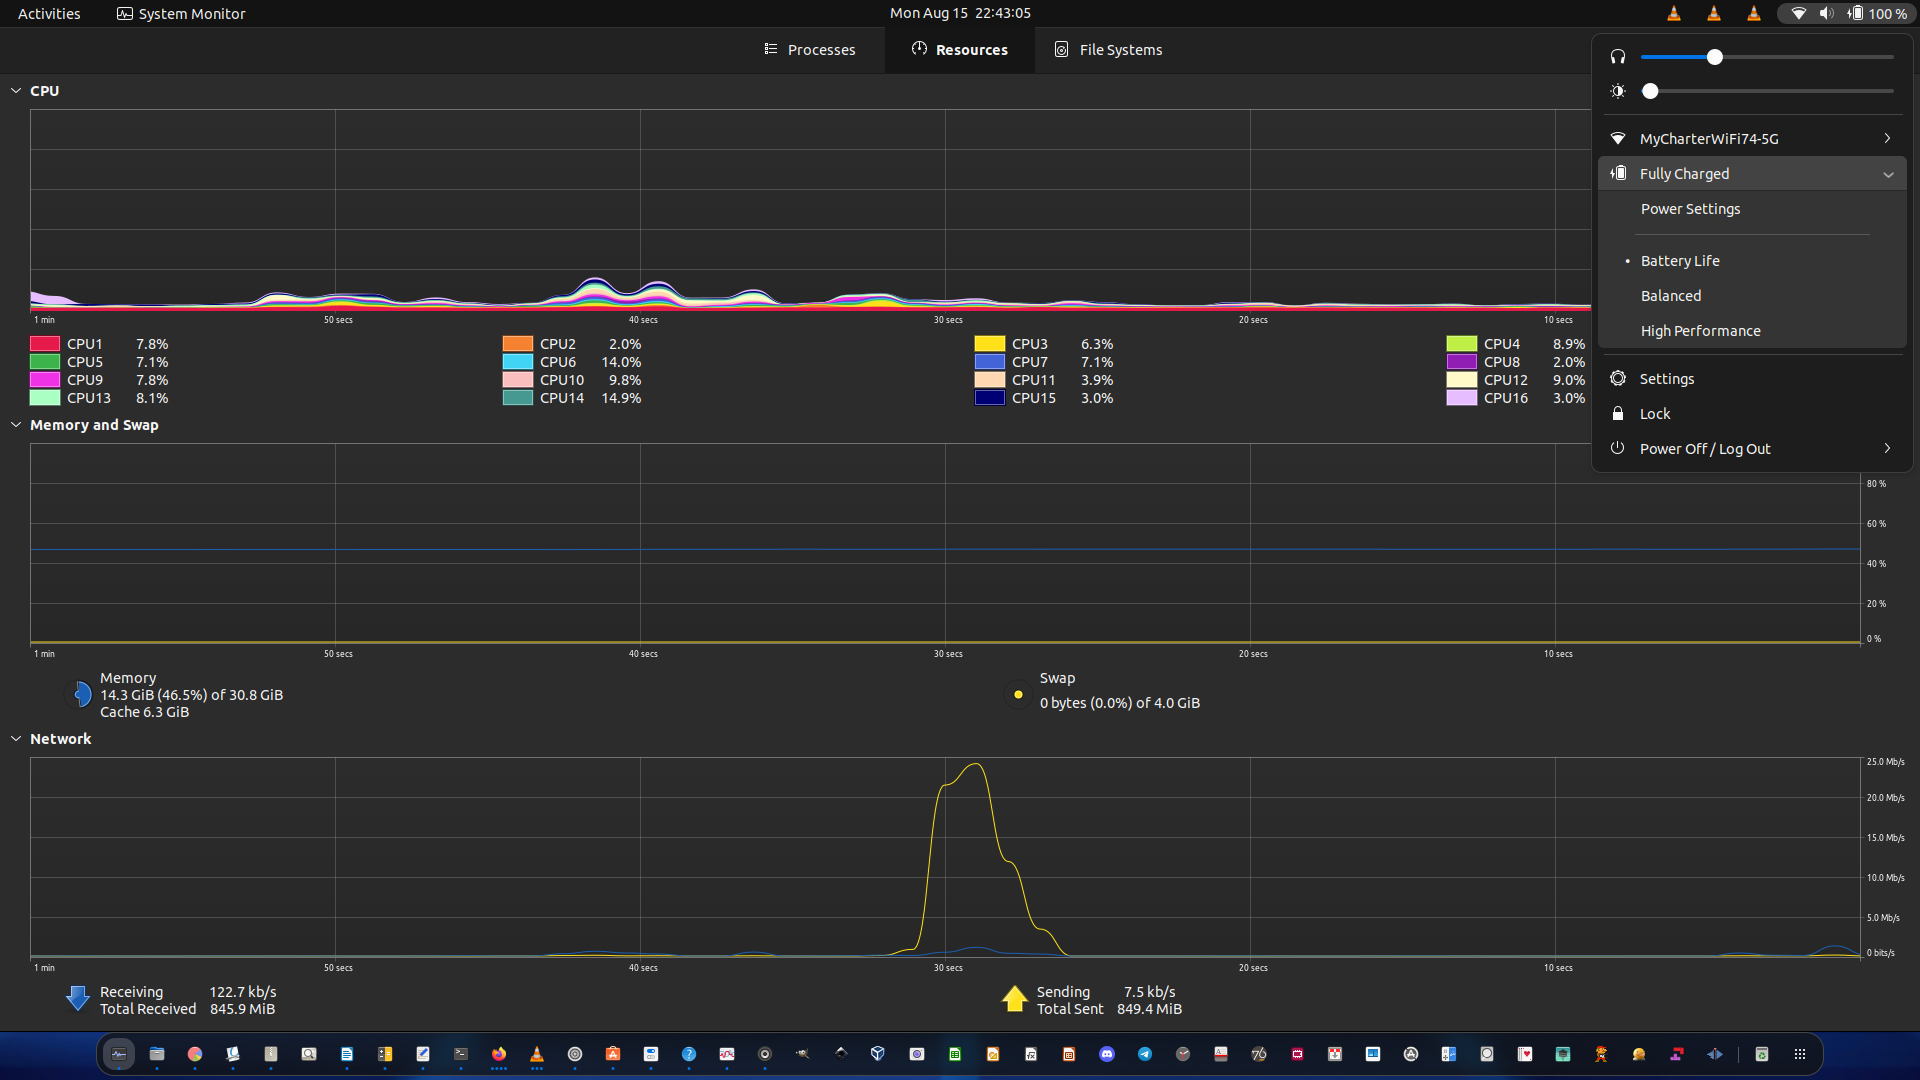 Activities
System Monitor
Mon Aug 15 22:43:05
100 %
Processes
Resources
File Systems
CPU
1 min 50 secs 40 secs 30 secs 20 secs 10 secs
CPU1 7.8% CPU2 2.0% CPU3 6.3% CPU4 8.9%
CPU5 7.1% CPU6 14.0% CPU7 7.1% CPU8 2.0%
CPU9 7.8% CPU10 9.8% CPU11 3.9% CPU12 9.0%
CPU13 8.1% CPU14 14.9% CPU15 3.0% CPU16 3.0%
MyCharterWiFi74-5G
Fully Charged
Power Settings
Battery Life
Balanced
High Performance
Settings
Lock
Power Off / Log Out
Memory and Swap
80 %
60 %
40 %
20 %
0 %
1 min 50 secs 40 secs 30 secs 20 secs 10 secs
Memory
14.3 GiB (46.5%) of 30.8 GiB
Cache 6.3 GiB
Swap
0 bytes (0.0%) of 4.0 GiB
Network
25.0 Mb/s
20.0 Mb/s
15.0 Mb/s
10.0 Mb/s
5.0 Mb/s
0 bits/s
1 min 50 secs 40 secs 30 secs 20 secs 10 secs
Receiving 122.7 kb/s
Total Received 845.9 MiB
Sending 7.5 kb/s
Total Sent 849.4 MiB
76